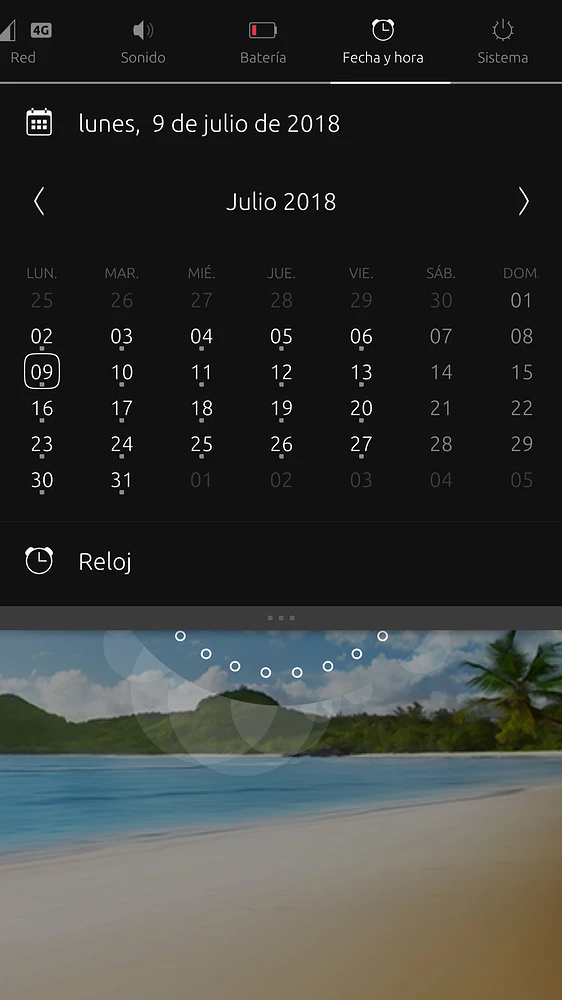 4G
Red Sonido Batería Fecha y hora Sistema
lunes, 9 de julio de 2018
Julio 2018
LUN. MAR. MIÉ. JUE. VIE. SÁB. DOM.
25 26 27 28 29 30 01
02 03 04 05 06 07 08
09 10 11 12 13 14 15
16 17 18 19 20 21 22
23 24 25 26 27 28 29
30 31 01 02 03 04 05
Reloj